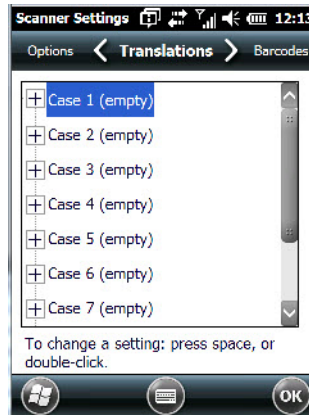 Scanner Settings 12:13
Options Translations Barcodes
Case 1 (empty)
Case 2 (empty)
Case 3 (empty)
Case 4 (empty)
Case 5 (empty)
Case 6 (empty)
Case 7 (empty)
To change a setting: press space, or
double-click.
OK